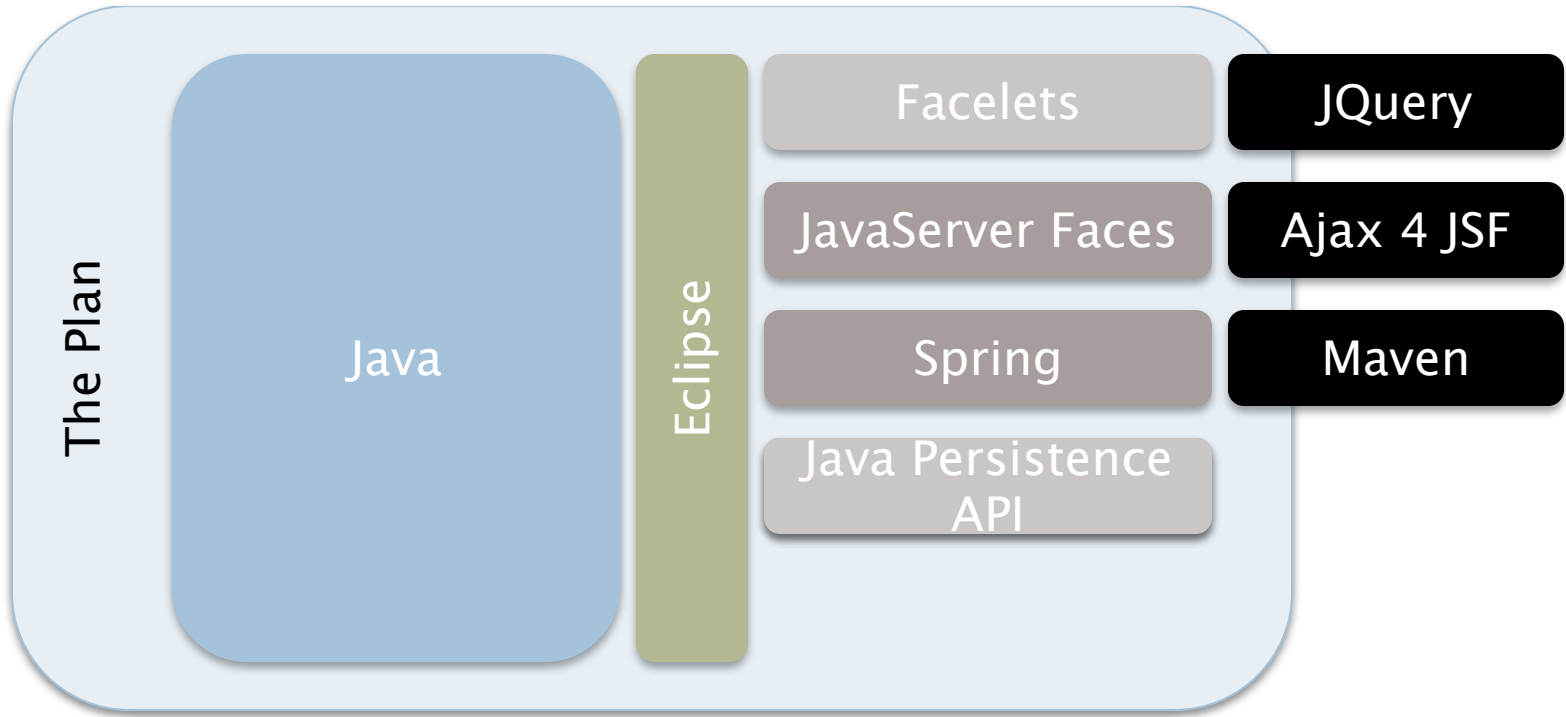 The Plan
Java
Eclipse
Facelets
JQuery
JavaServer Faces
Ajax 4 JSF
Spring
Maven
Java Persistence
API